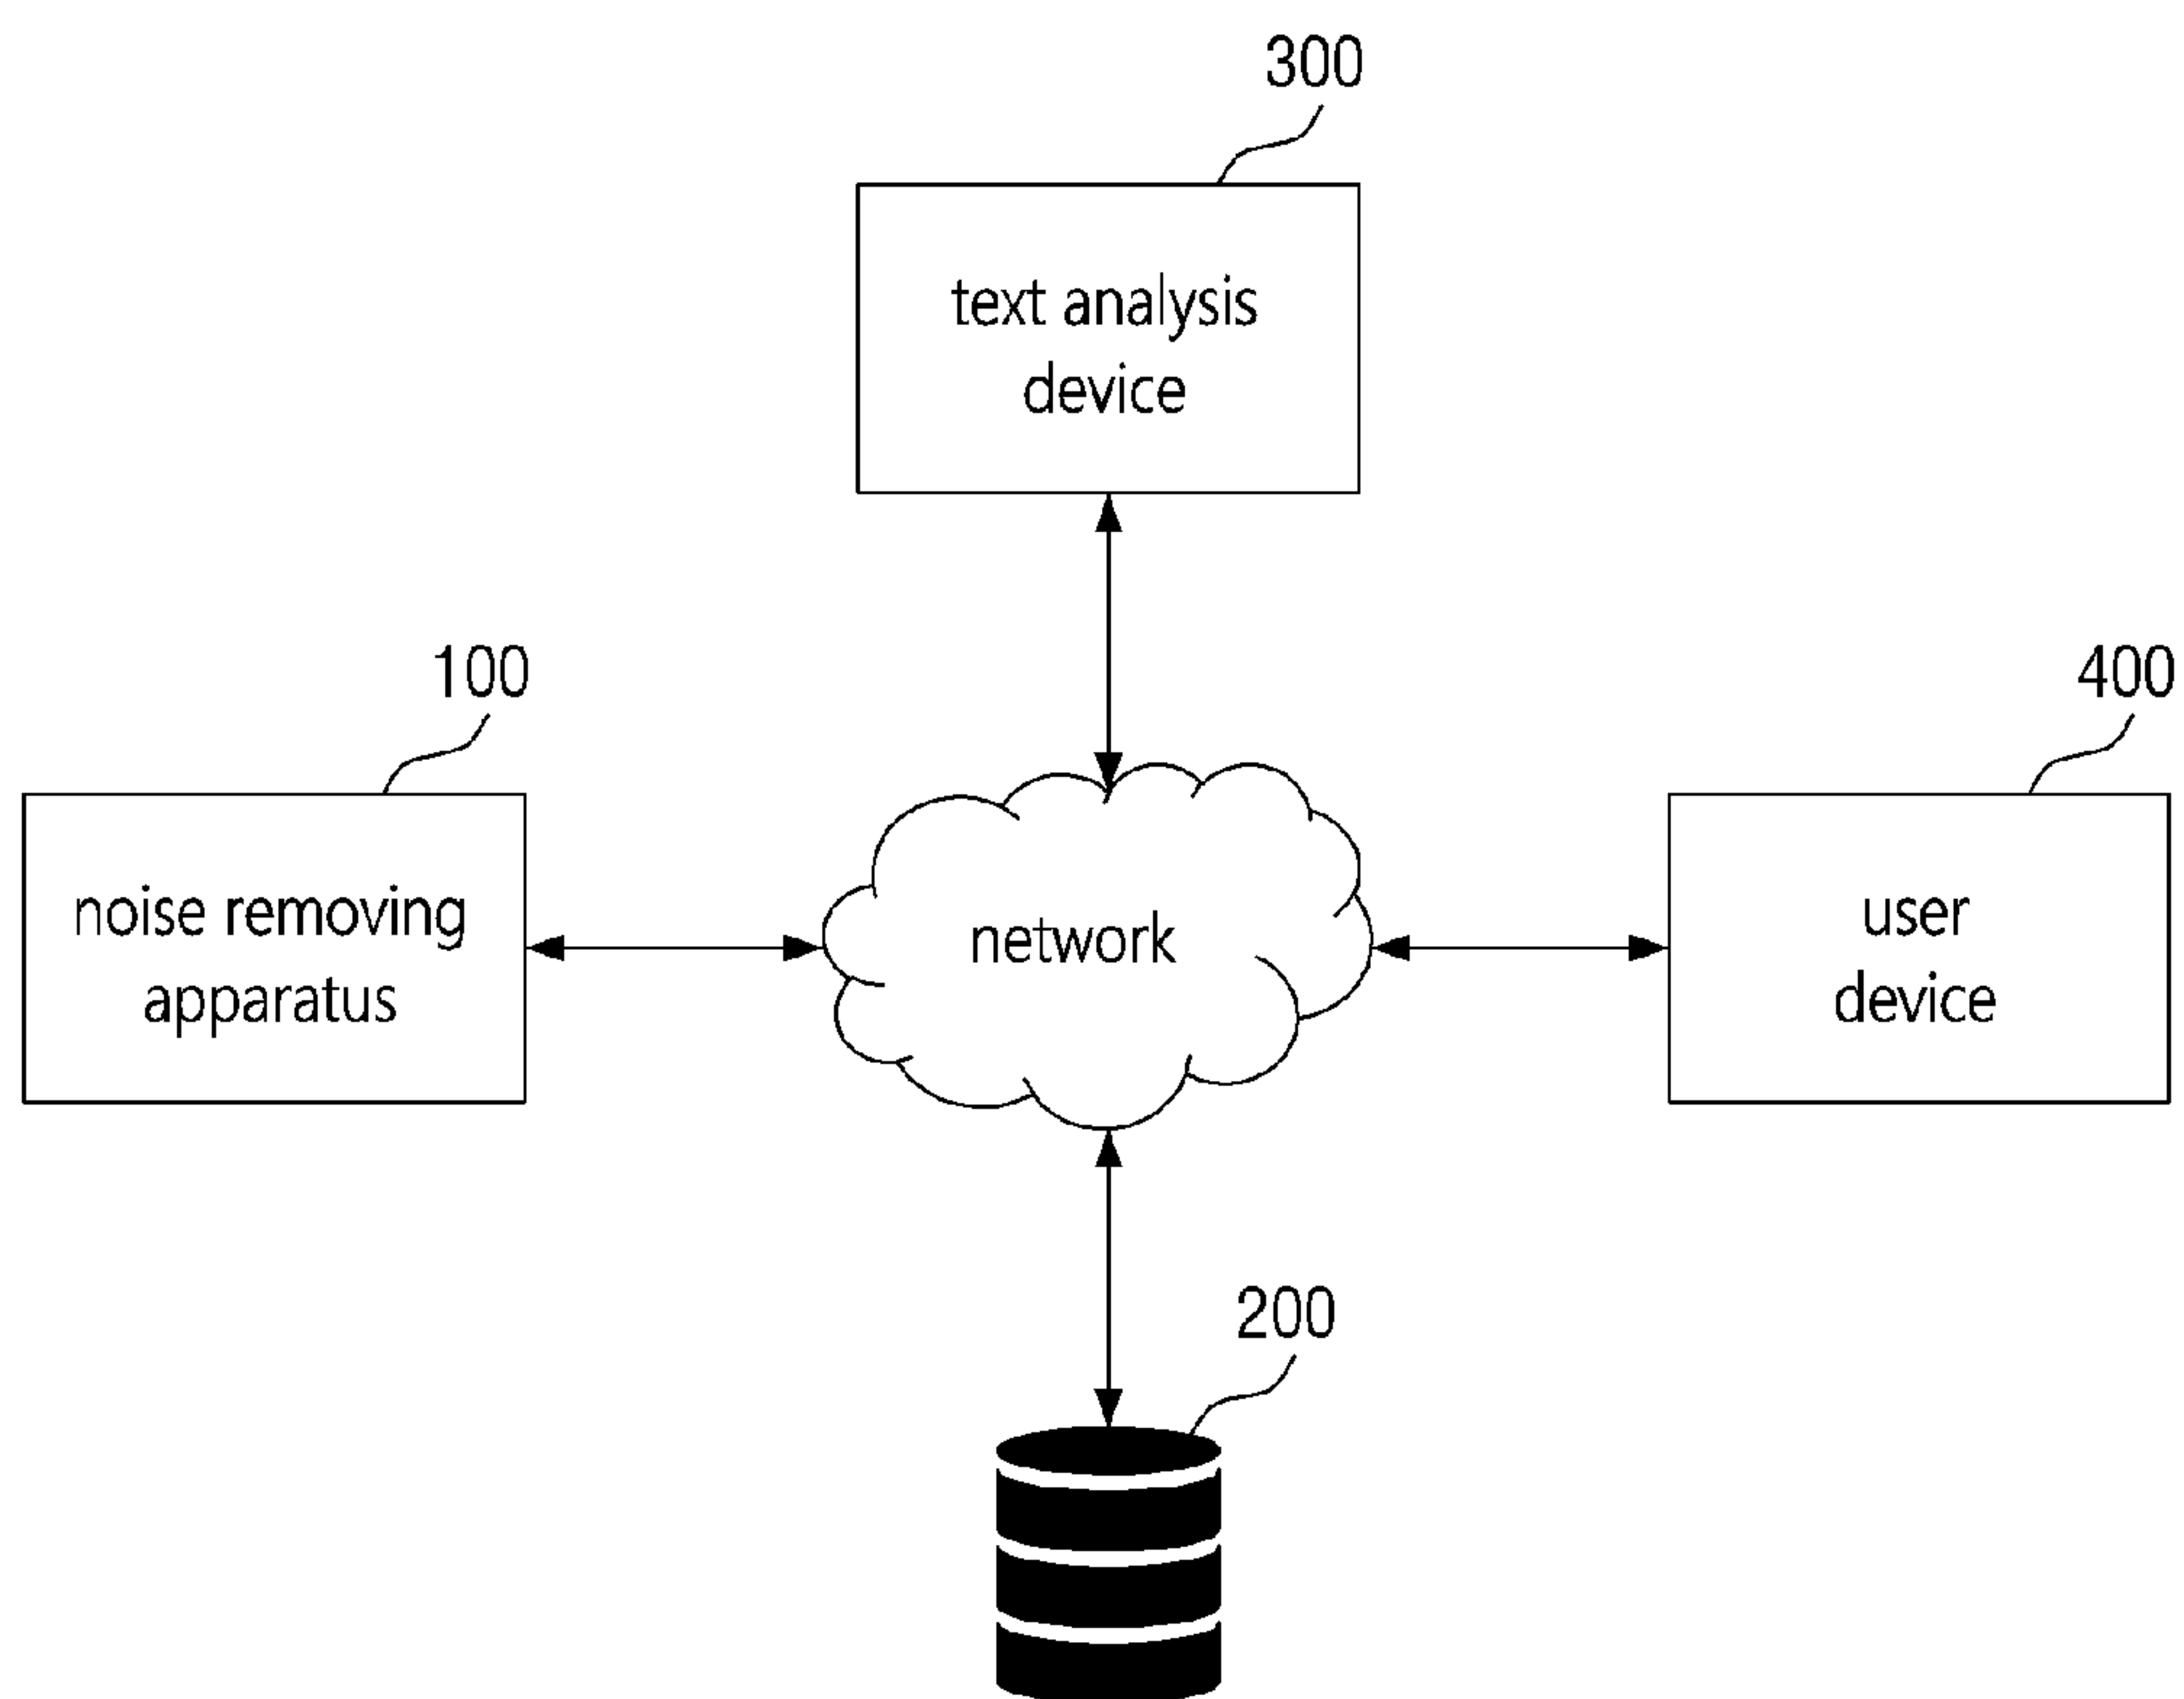 300
text analysis
device
100
400
noise removing
apparatus
network
user
device
200